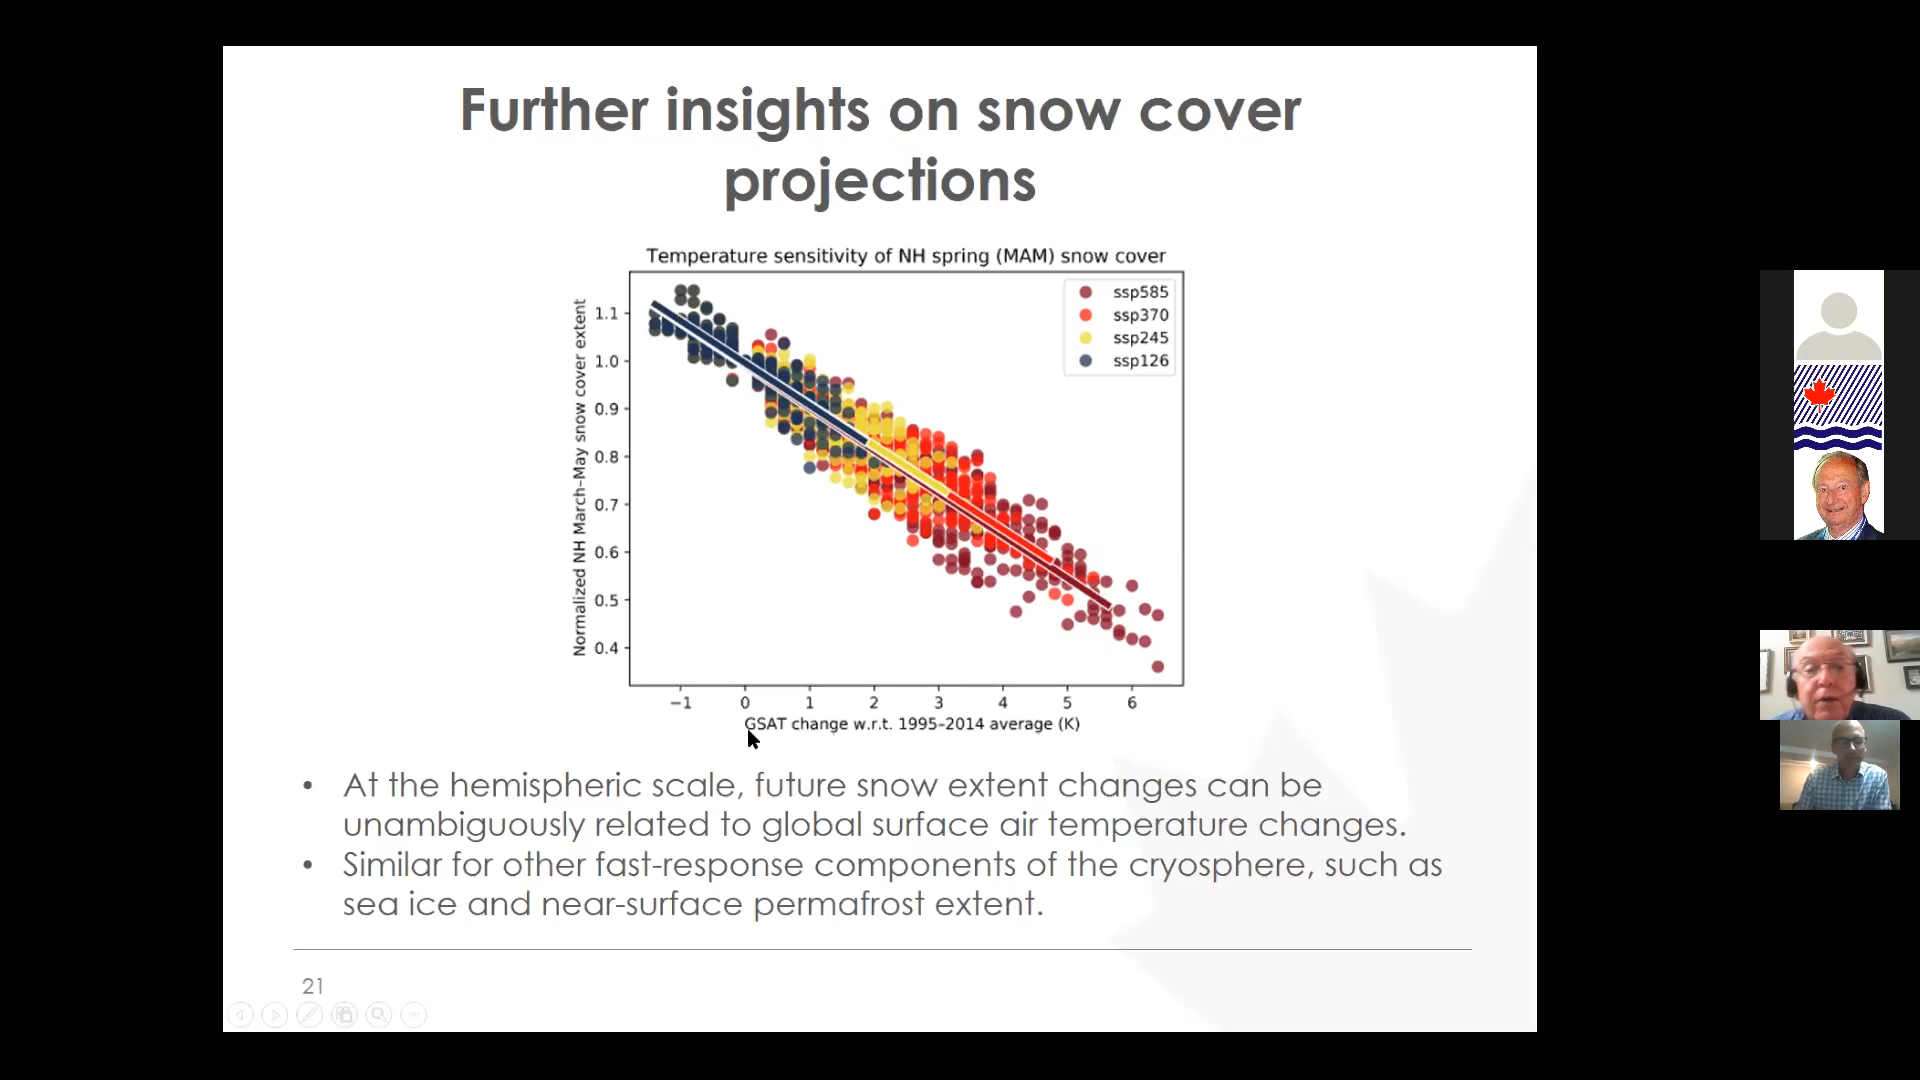 Further insights on snow cover
projections
Temperature sensitivity of NH spring (MAM) snow cover
ssp585
ssp370
ssp245
ssp126
Normalized NH March–May snow cover extent
1.1
1.0
0.9
0.8
0.7
0.6
0.5
0.4
−1 0 1 2 3 4 5 6
GSAT change w.r.t. 1995–2014 average (K)
• At the hemispheric scale, future snow extent changes can be
unambiguously related to global surface air temperature changes.
• Similar for other fast-response components of the cryosphere, such as
sea ice and near-surface permafrost extent.
21